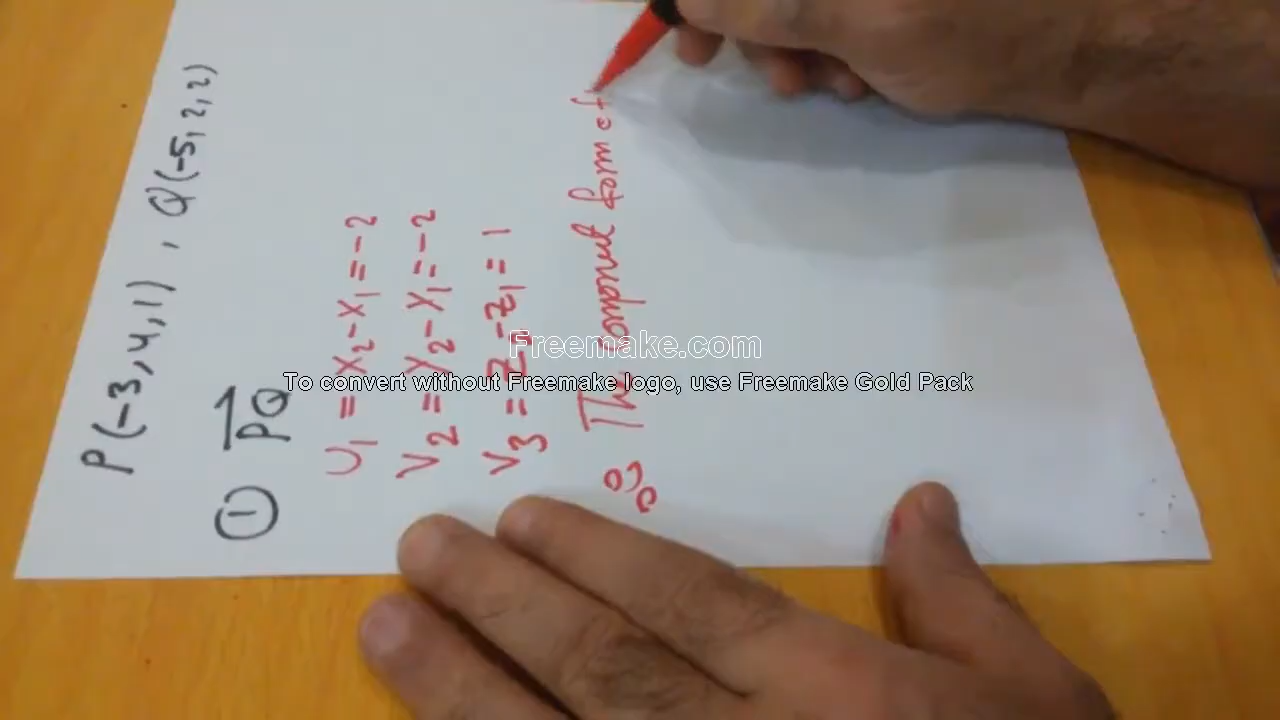 P(-3,4,1) , Q(-5,2,2)
① PQ
V₁ = X₂-X₁ = -2
V₂ = Y₂-Y₁ = -2
V₃ = Z₂-Z₁ = 1
∴ The Component form of
Freemake.com
To convert without Freemake logo, use Freemake Gold Pack